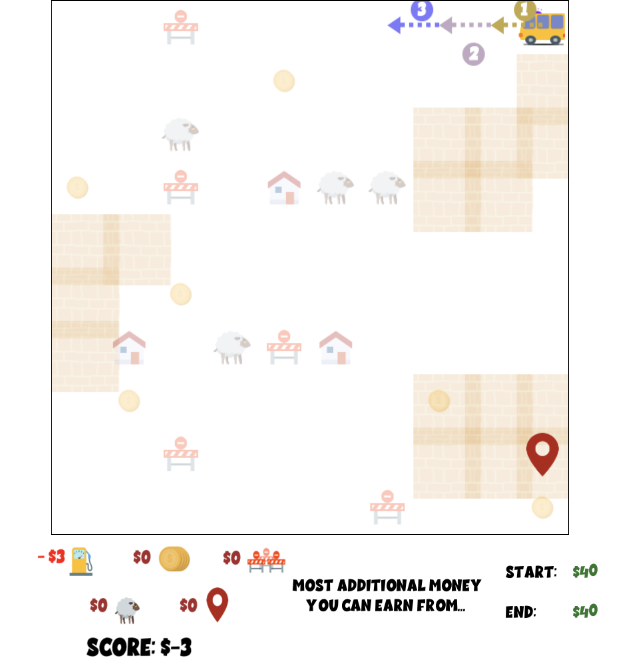 3
1
2
- $3
$0
$0
MOST ADDITIONAL MONEY
YOU CAN EARN FROM...
START: $40
END: $40
$0
$0
SCORE: $-3